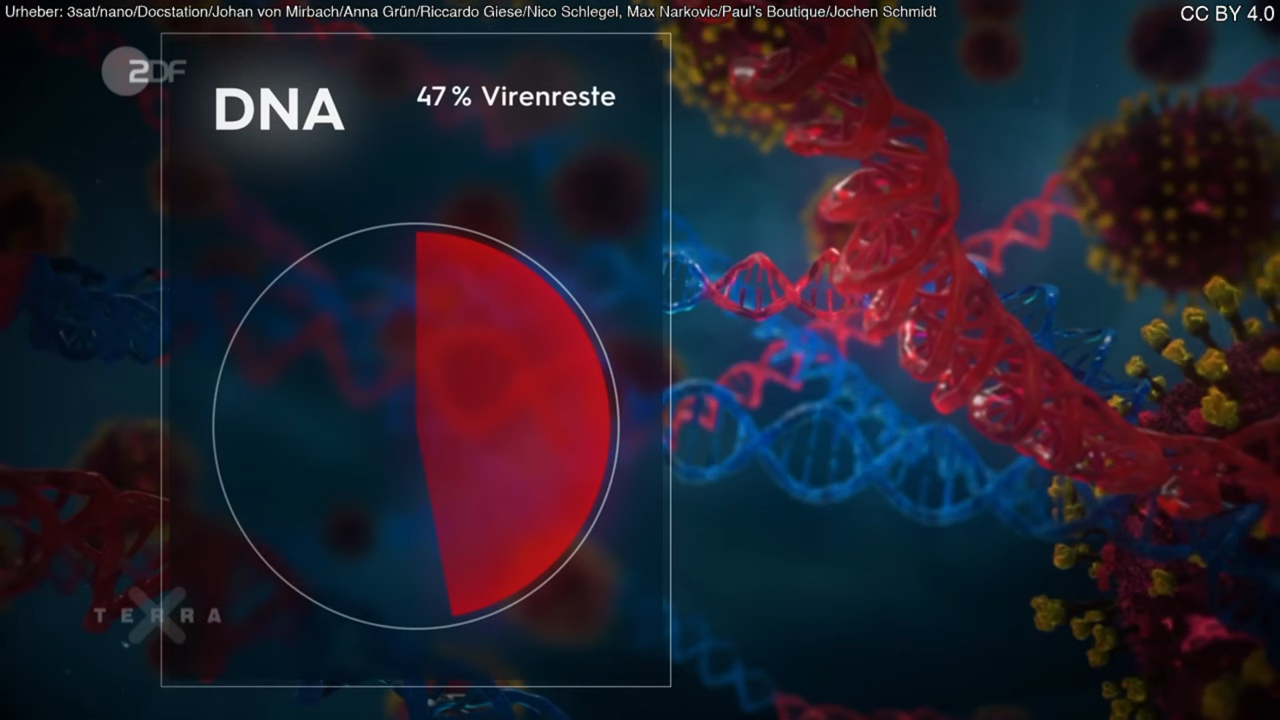 Urheber: 3sat/nano/Docstation/Johan von Mirbach/Anna Grün/Riccardo Giese/Nico Schlegel, Max Narkovic/Paul's Boutique/Jochen Schmidt
CC BY 4.0
2DF
DNA
47 % Virenreste
TERRA X